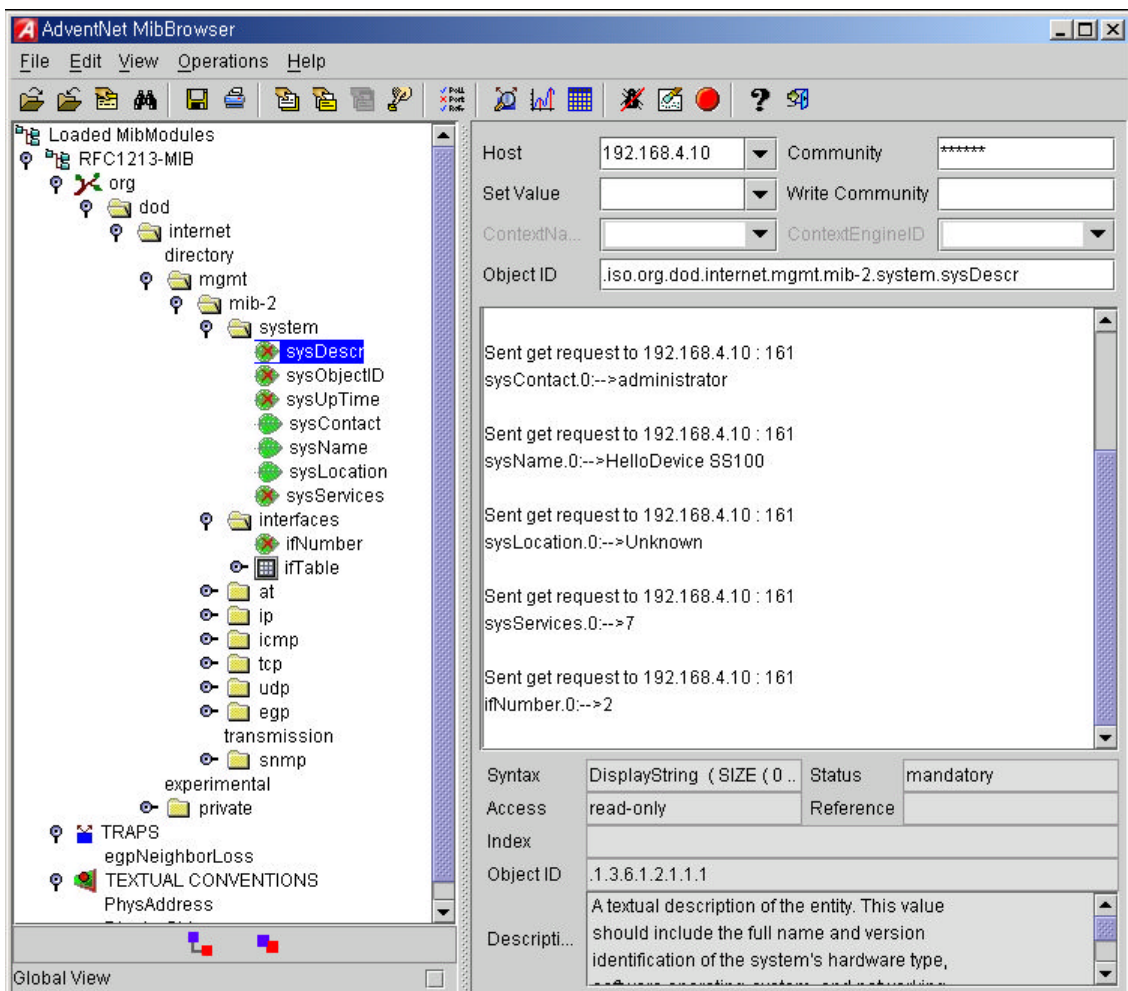 AdventNet MibBrowser
File Edit View Operations Help
Loaded MibModules
RFC1213-MIB
org
dod
internet
directory
mgmt
mib-2
system
sysDescr
sysObjectID
sysUpTime
sysContact
sysName
sysLocation
sysServices
interfaces
ifNumber
ifTable
at
ip
icmp
tcp
udp
egp
transmission
snmp
experimental
private
TRAPS
egpNeighborLoss
TEXTUAL CONVENTIONS
PhysAddress
Global View
Host 192.168.4.10 Community ******
Set Value Write Community
ContextNa... ContextEngineID
Object ID .iso.org.dod.internet.mgmt.mib-2.system.sysDescr
Sent get request to 192.168.4.10 : 161
sysContact.0:-->administrator
Sent get request to 192.168.4.10 : 161
sysName.0:-->HelloDevice SS100
Sent get request to 192.168.4.10 : 161
sysLocation.0:-->Unknown
Sent get request to 192.168.4.10 : 161
sysServices.0:-->7
Sent get request to 192.168.4.10 : 161
ifNumber.0:-->2
Syntax DisplayString ( SIZE ( 0 .. Status mandatory
Access read-only Reference
Index
Object ID .1.3.6.1.2.1.1.1
Descripti... A textual description of the entity. This value
should include the full name and version
identification of the system's hardware type,